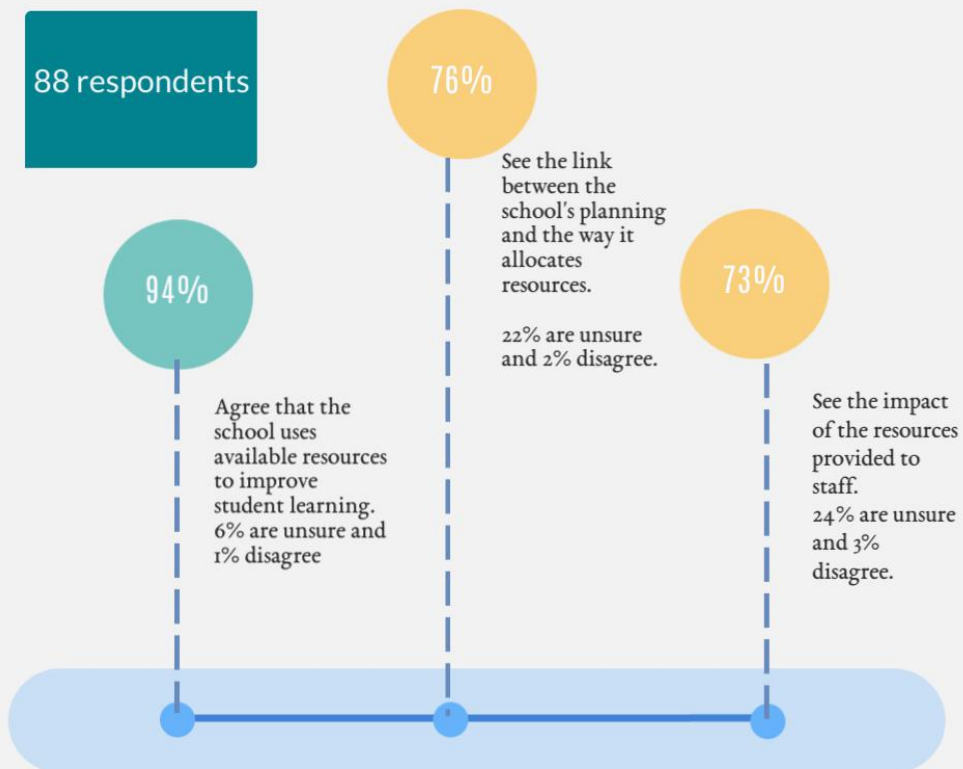 88 respondents
76%
See the link
between the
school's planning
and the way it
allocates
resources.
22% are unsure
and 2% disagree.
94%
Agree that the
school uses
available resources
to improve
student learning.
6% are unsure and
1% disagree
73%
See the impact
of the resources
provided to
staff.
24% are unsure
and 3%
disagree.